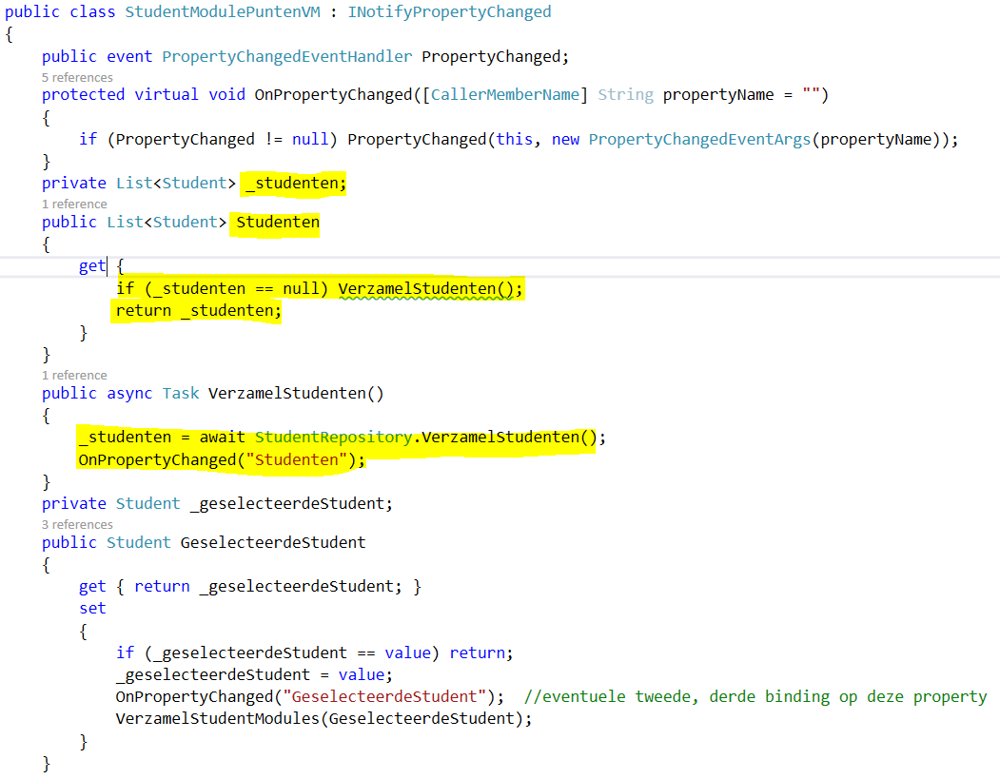 public class StudentModulePuntenVM : INotifyPropertyChanged
{
    public event PropertyChangedEventHandler PropertyChanged;
    5 references
    protected virtual void OnPropertyChanged([CallerMemberName] String propertyName = "")
    {
        if (PropertyChanged != null) PropertyChanged(this, new PropertyChangedEventArgs(propertyName));
    }
    private List<Student> _studenten;
    1 reference
    public List<Student> Studenten
    {
        get {
            if (_studenten == null) VerzamelStudenten();
            return _studenten;
        }
    }
    1 reference
    public async Task VerzamelStudenten()
    {
        _studenten = await StudentRepository.VerzamelStudenten();
        OnPropertyChanged("Studenten");
    }
    private Student _geselecteerdeStudent;
    3 references
    public Student GeselecteerdeStudent
    {
        get { return _geselecteerdeStudent; }
        set
        {
            if (_geselecteerdeStudent == value) return;
            _geselecteerdeStudent = value;
            OnPropertyChanged("GeselecteerdeStudent");  //eventuele tweede, derde binding op deze property
            VerzamelStudentModules(GeselecteerdeStudent);
        }
    }